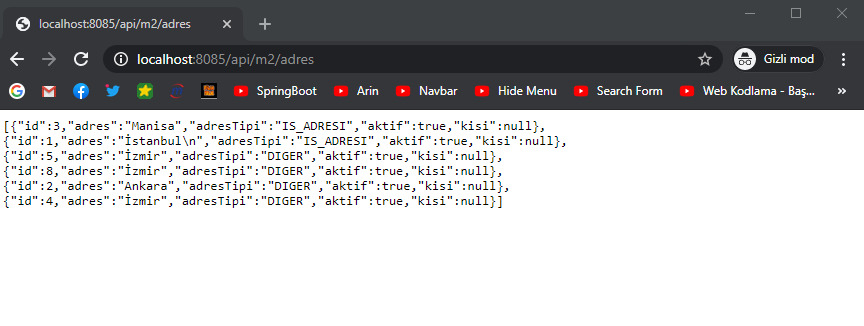 localhost:8085/api/m2/adres
localhost:8085/api/m2/adres
Gizli mod
SpringBoot
Arin
Navbar
Hide Menu
Search Form
Web Kodlama - Baş...
[{"id":3,"adres":"Manisa","adresTipi":"IS_ADRESI","aktif":true,"kisi":null},
{"id":1,"adres":"İstanbul\n","adresTipi":"IS_ADRESI","aktif":true,"kisi":null},
{"id":5,"adres":"İzmir","adresTipi":"DIGER","aktif":true,"kisi":null},
{"id":8,"adres":"İzmir","adresTipi":"DIGER","aktif":true,"kisi":null},
{"id":2,"adres":"Ankara","adresTipi":"DIGER","aktif":true,"kisi":null},
{"id":4,"adres":"İzmir","adresTipi":"DIGER","aktif":true,"kisi":null}]